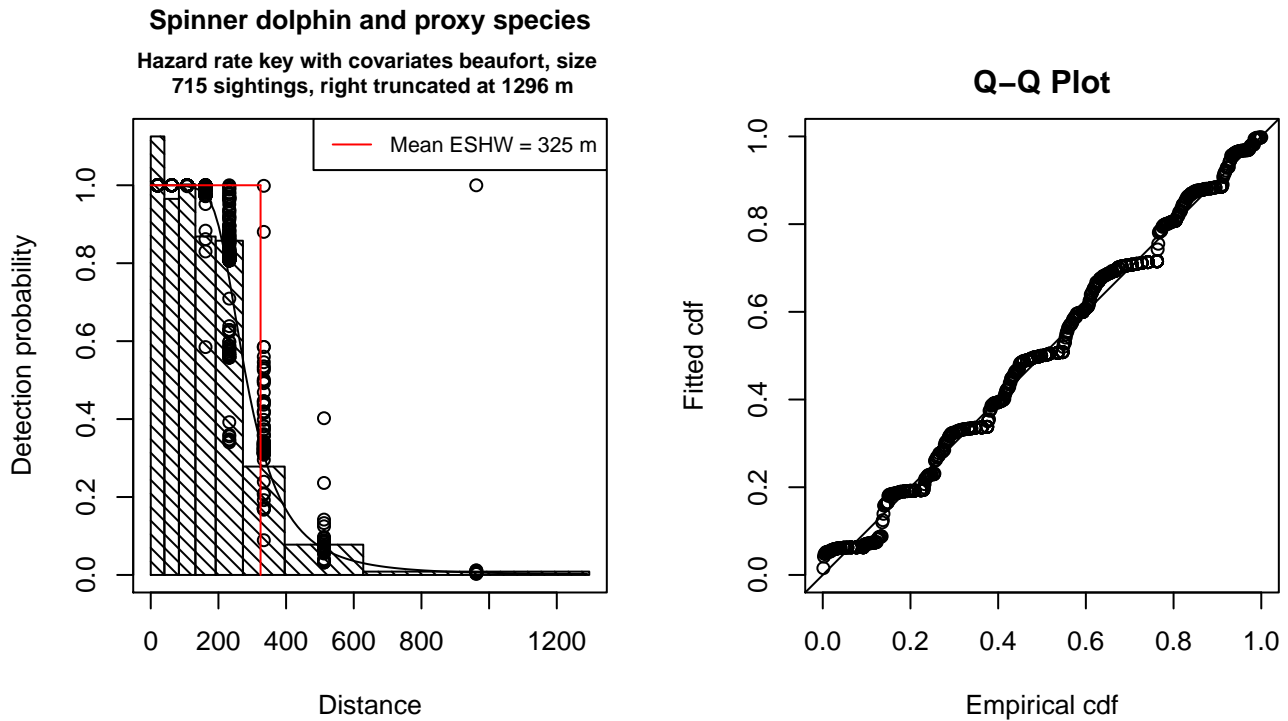 Spinner dolphin and proxy species
Hazard rate key with covariates beaufort, size
715 sightings, right truncated at 1296 m
Mean ESHW = 325 m
Detection probability
0.0 0.2 0.4 0.6 0.8 1.0
0 200 400 600 800 1200
Distance
Q−Q Plot
Fitted cdf
0.0 0.2 0.4 0.6 0.8 1.0
0.0 0.2 0.4 0.6 0.8 1.0
Empirical cdf